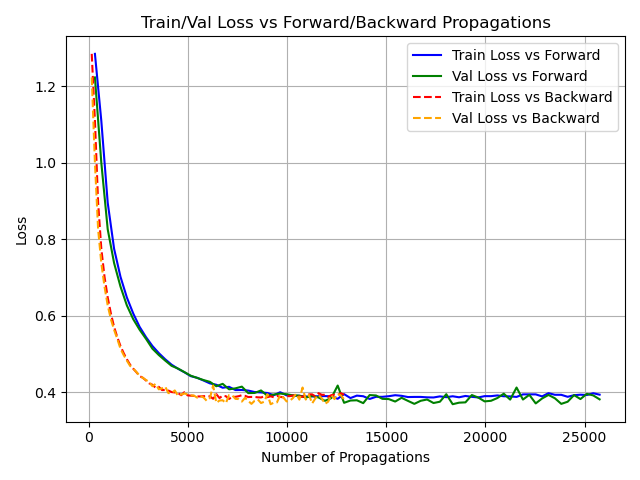 Train/Val Loss vs Forward/Backward Propagations
Train Loss vs Forward
Val Loss vs Forward
Train Loss vs Backward
Val Loss vs Backward
1.2
1.0
0.8
0.6
0.4
Loss
0
5000
10000
15000
20000
25000
Number of Propagations